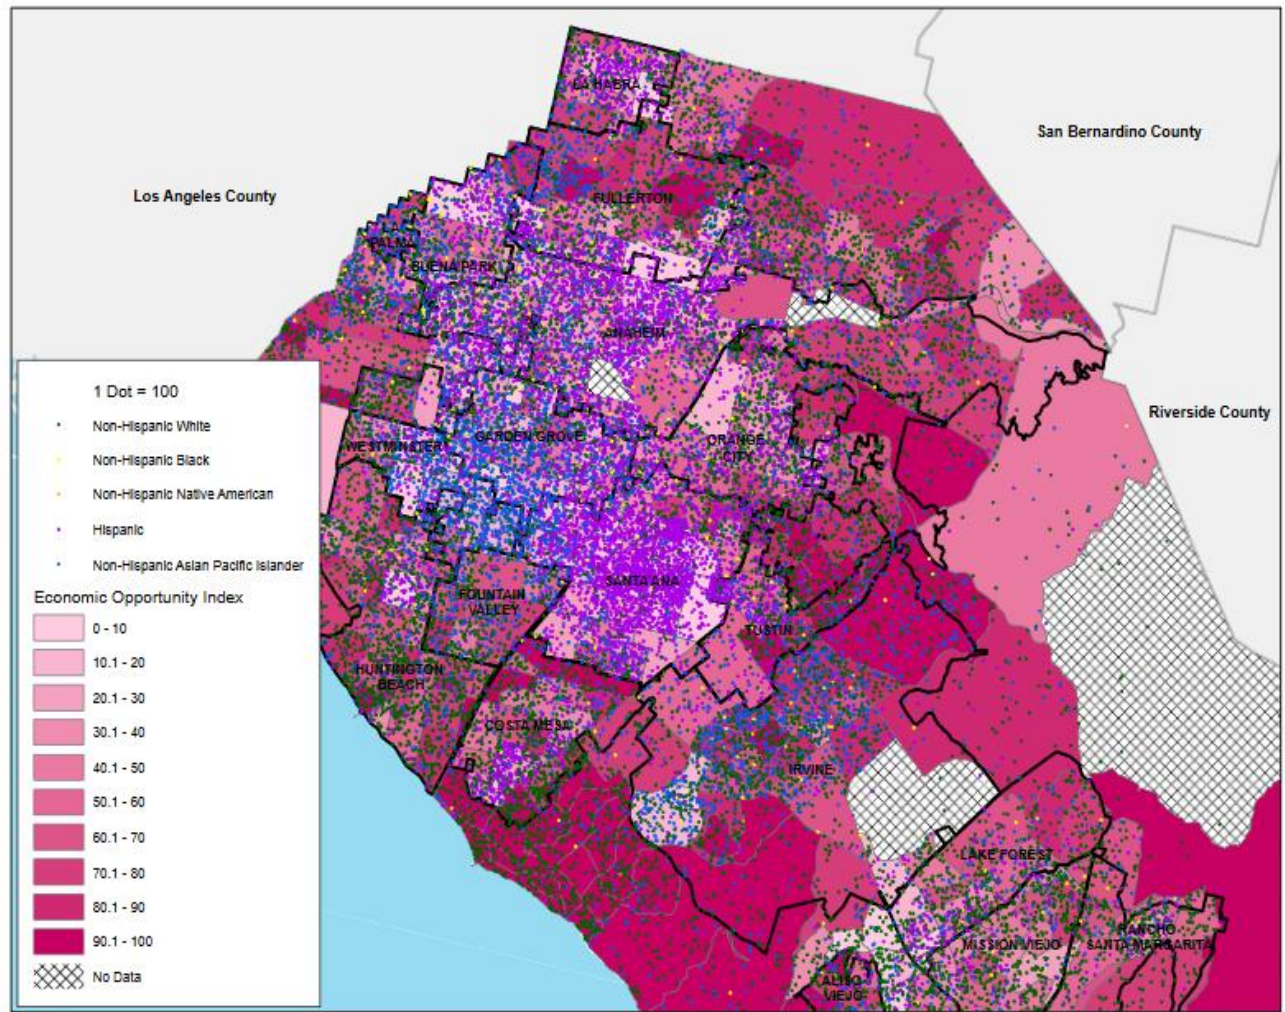 San Bernardino County
Los Angeles County
Riverside County
LA HABRA
FULLERTON
LA
PALMA
BUENA PARK
ANAHEIM
WESTMINSTER
GARDEN GROVE
ORANGE
CITY
SANTA ANA
FOUNTAIN
VALLEY
TUSTIN
HUNTINGTON
BEACH
COSTA MESA
IRVINE
LAKE FOREST
MISSION VIEJO
RANCHO
SANTA MARGARITA
ALISO
VIEJO
1 Dot = 100
Non-Hispanic White
Non-Hispanic Black
Non-Hispanic Native American
Hispanic
Non-Hispanic Asian Pacific Islander
Economic Opportunity Index
0 - 10
10.1 - 20
20.1 - 30
30.1 - 40
40.1 - 50
50.1 - 60
60.1 - 70
70.1 - 80
80.1 - 90
90.1 - 100
No Data